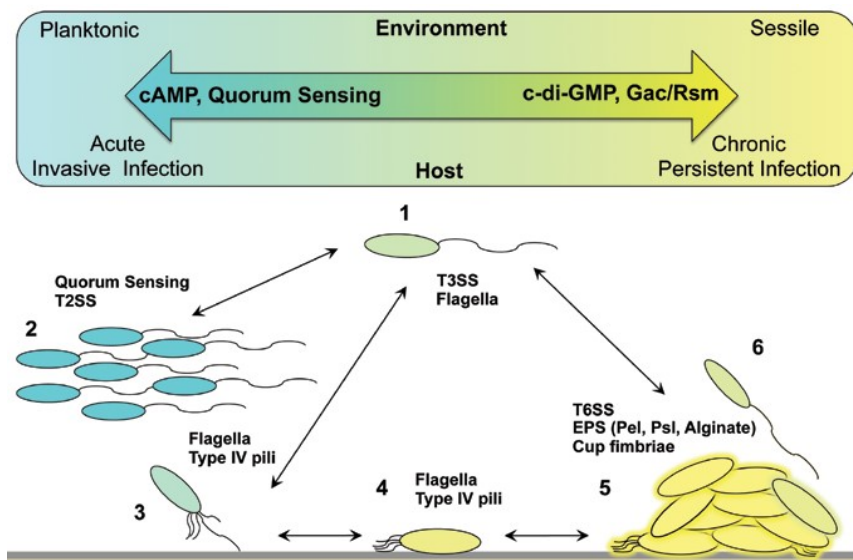 Planktonic
Environment
Sessile
cAMP, Quorum Sensing
c-di-GMP, Gac/Rsm
Acute
Invasive Infection
Host
Chronic
Persistent Infection
1
T3SS
Flagella
Quorum Sensing
T2SS
2
6
T6SS
EPS (Pel, Psl, Alginate)
Cup fimbriae
Flagella
Type IV pili
3
4
Flagella
Type IV pili
5